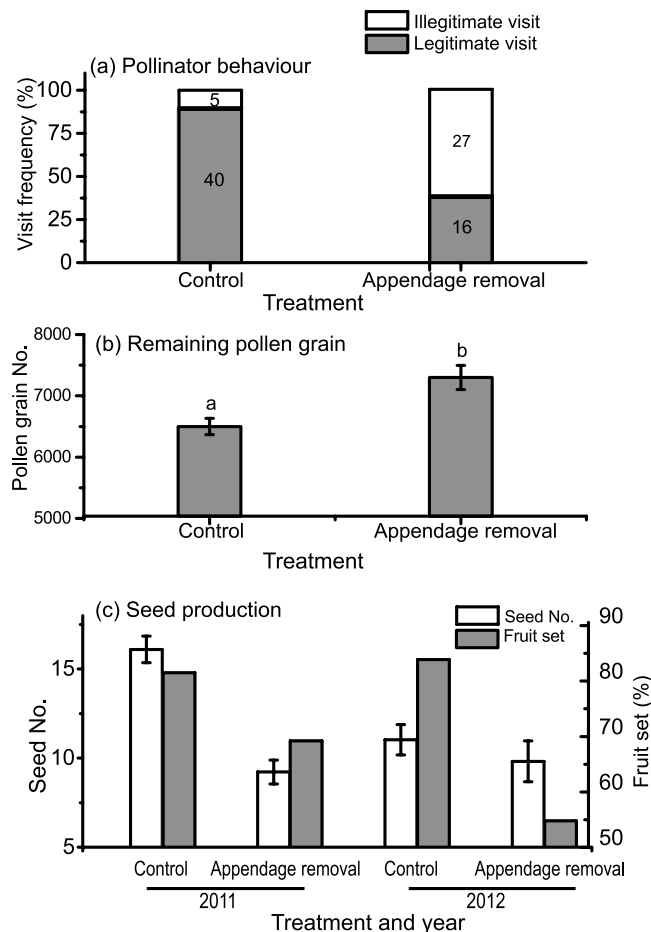 Illegitimate visit
Legitimate visit
(a) Pollinator behaviour
Visit frequency (%)
100
75
50
25
0
5
40
27
16
Control
Appendage removal
Treatment
(b) Remaining pollen grain
Pollen grain No.
8000
7000
6000
5000
a
b
Control
Appendage removal
Treatment
(c) Seed production
Seed No.
Fruit set
Seed No.
15
10
5
90
80
70
60
50
Fruit set (%)
Control Appendage removal Control Appendage removal
2011 2012
Treatment and year